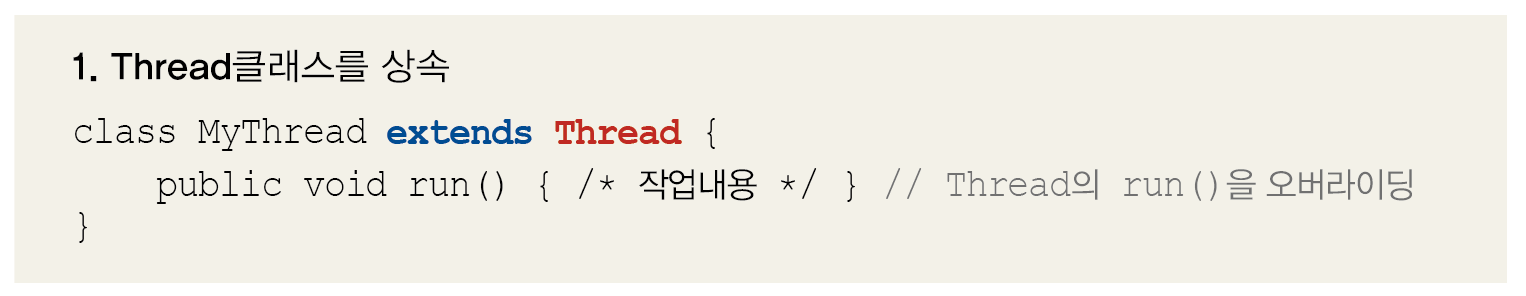 1. Thread클래스를 상속
class MyThread extends Thread {
    public void run() { /* 작업내용 */ } // Thread의 run()을 오버라이딩
}